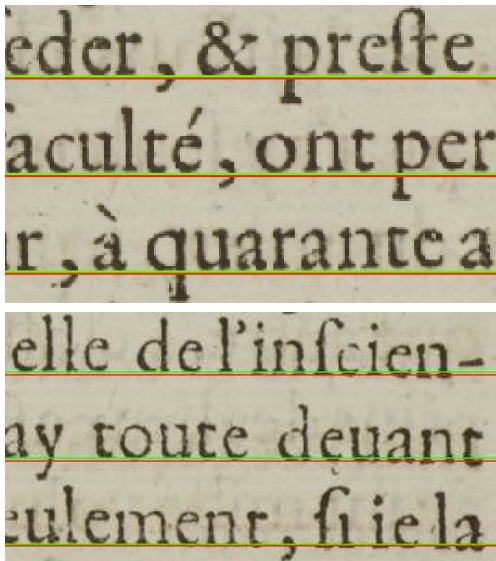 eder, & preſte
aculté, ont per
r, à quarante a
elle de l'inſcien-
ay toute deuant
eulement, ſi ie la